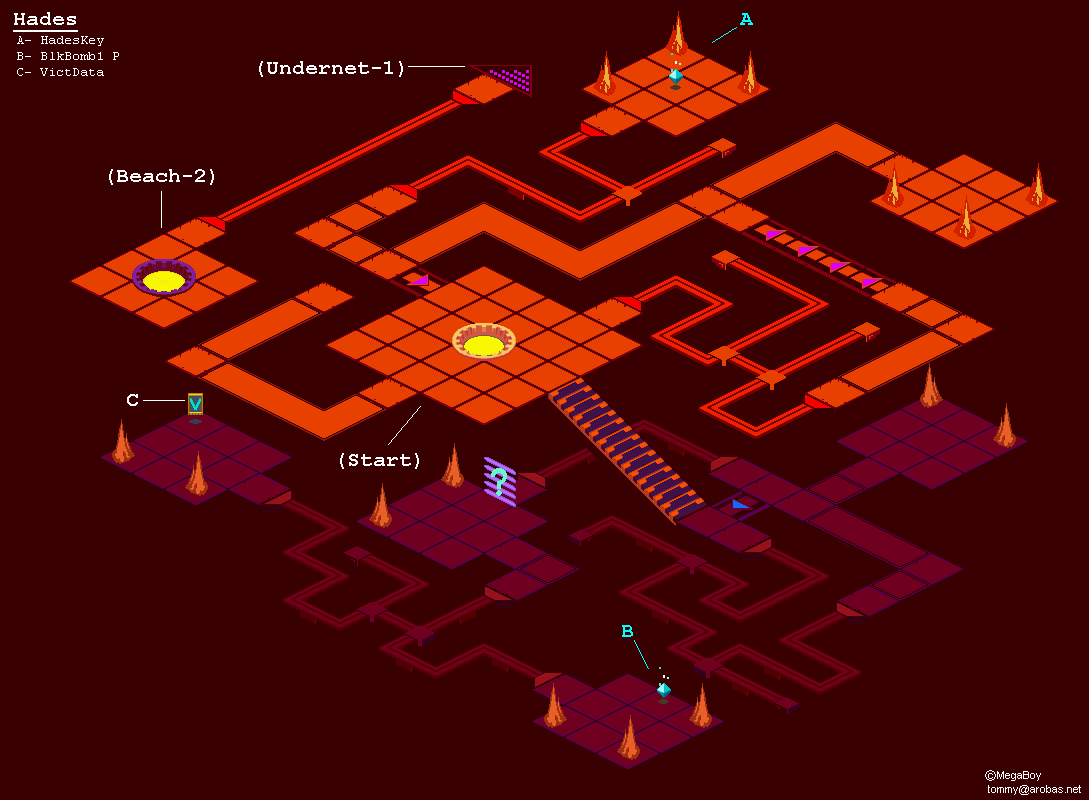 Hades
A- HadesKey
B- BlkBomb1 P
C- VictData
A
(Undernet-1)
(Beach-2)
C
V
(Start)
?
B
©MegaBoy
tommy@arobas.net